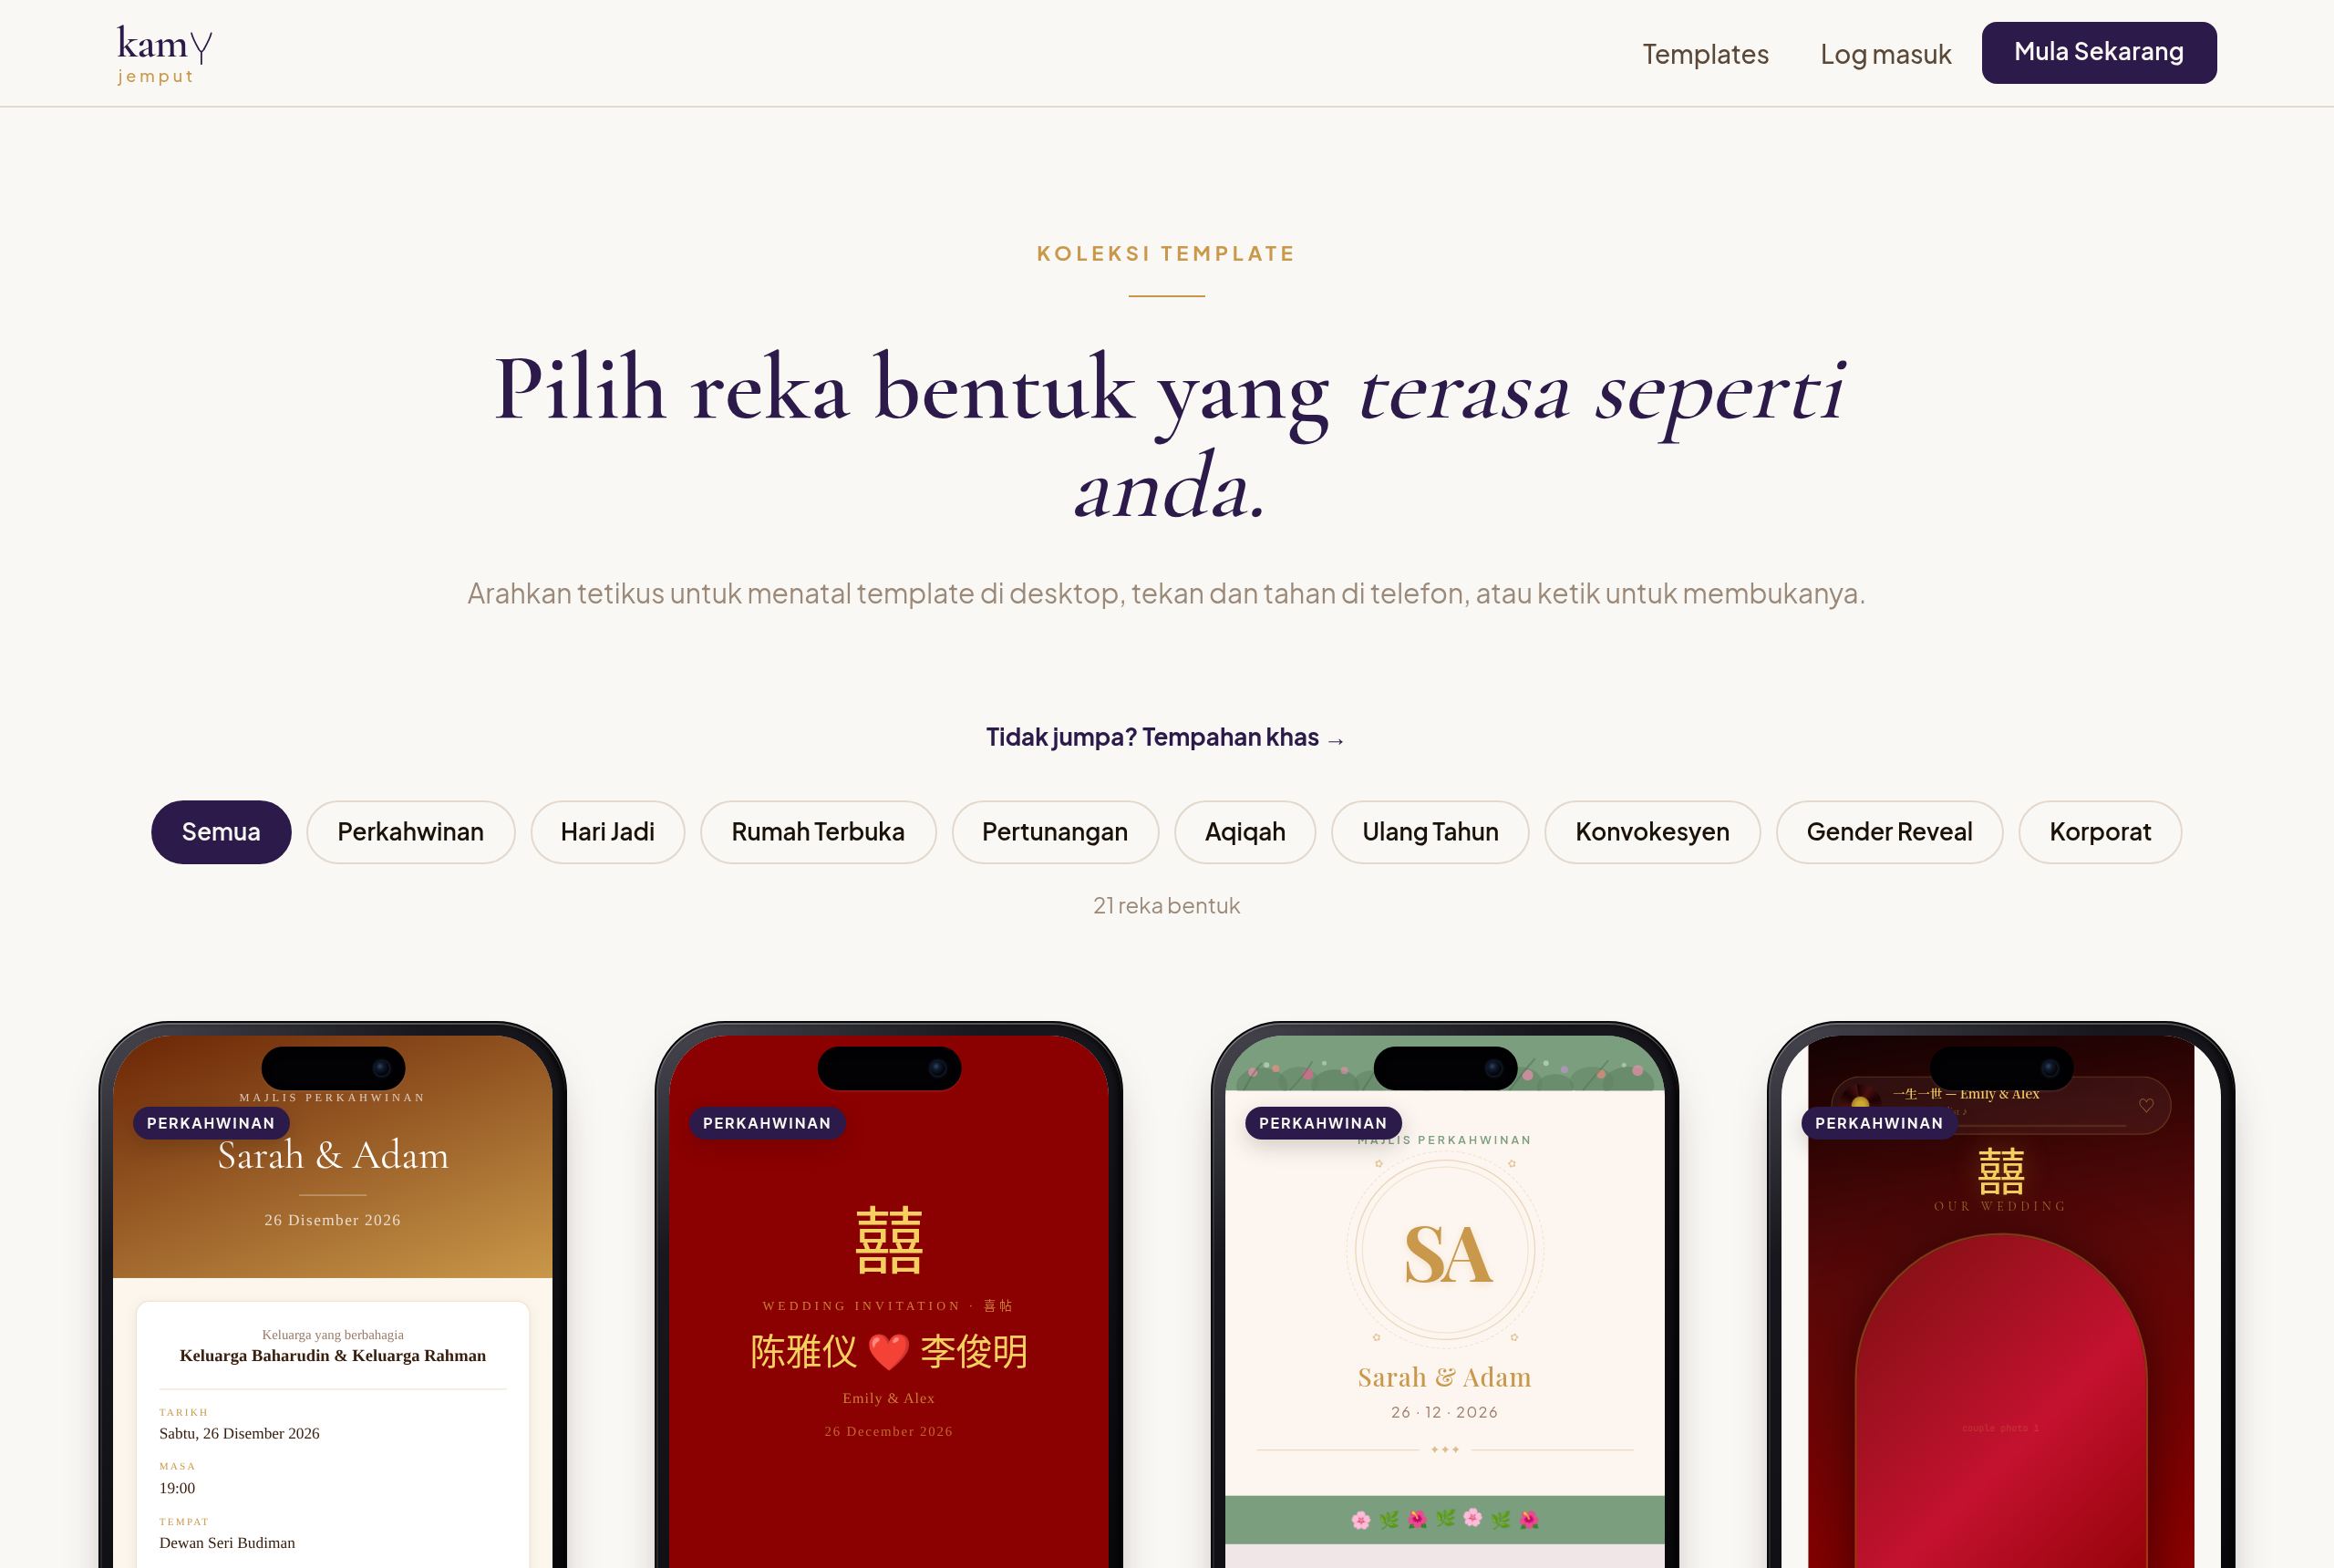 kamy
jemput
Templates
Log masuk
Mula Sekarang
KOLEKSI TEMPLATE
Pilih reka bentuk yang terasa seperti
anda.
Arahkan tetikus untuk menatal template di desktop, tekan dan tahan di telefon, atau ketik untuk membukanya.
Tidak jumpa? Tempahan khas →
Semua
Perkahwinan
Hari Jadi
Rumah Terbuka
Pertunangan
Aqiqah
Ulang Tahun
Konvokesyen
Gender Reveal
Korporat
21 reka bentuk
MAJLIS PERKAHWINAN
PERKAHWINAN
Sarah & Adam
26 Disember 2026
Keluarga yang berbahagia
Keluarga Baharudin & Keluarga Rahman
TARIKH
Sabtu, 26 Disember 2026
MASA
19:00
TEMPAT
Dewan Seri Budiman
PERKAHWINAN
囍
WEDDING INVITATION · 喜帖
陈雅仪 ❤️ 李俊明
Emily & Alex
26 December 2026
PERKAHWINAN
MAJLIS PERKAHWINAN
SA
Sarah & Adam
26 · 12 · 2026
一生一世 — Emily & Alex
PERKAHWINAN
囍
OUR WEDDING
couple photo 1